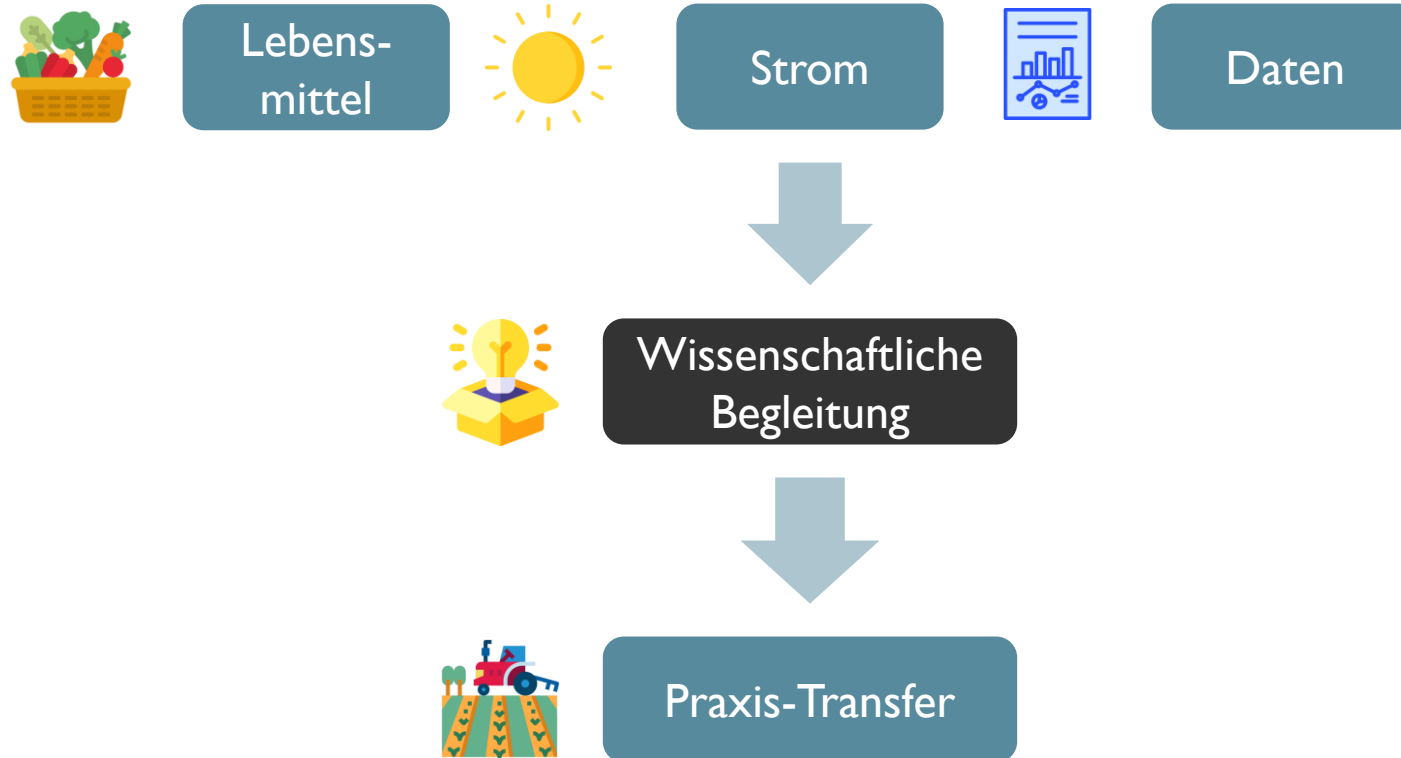 Lebens-
mittel
Strom
Daten
Wissenschaftliche
Begleitung
Praxis-Transfer